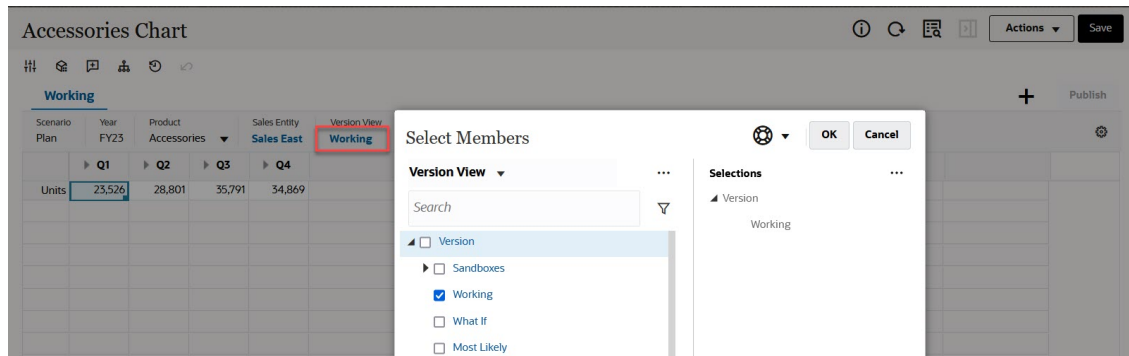 Accessories Chart
Actions Save
Working
Publish
Scenario Year Product Sales Entity Version View
Plan FY23 Accessories Sales East Working
Q1 Q2 Q3 Q4
Units 23,526 28,801 35,791 34,869
Select Members
OK Cancel
Version View
Search
Version
Sandboxes
Working
What If
Most Likely
Selections
Version
Working